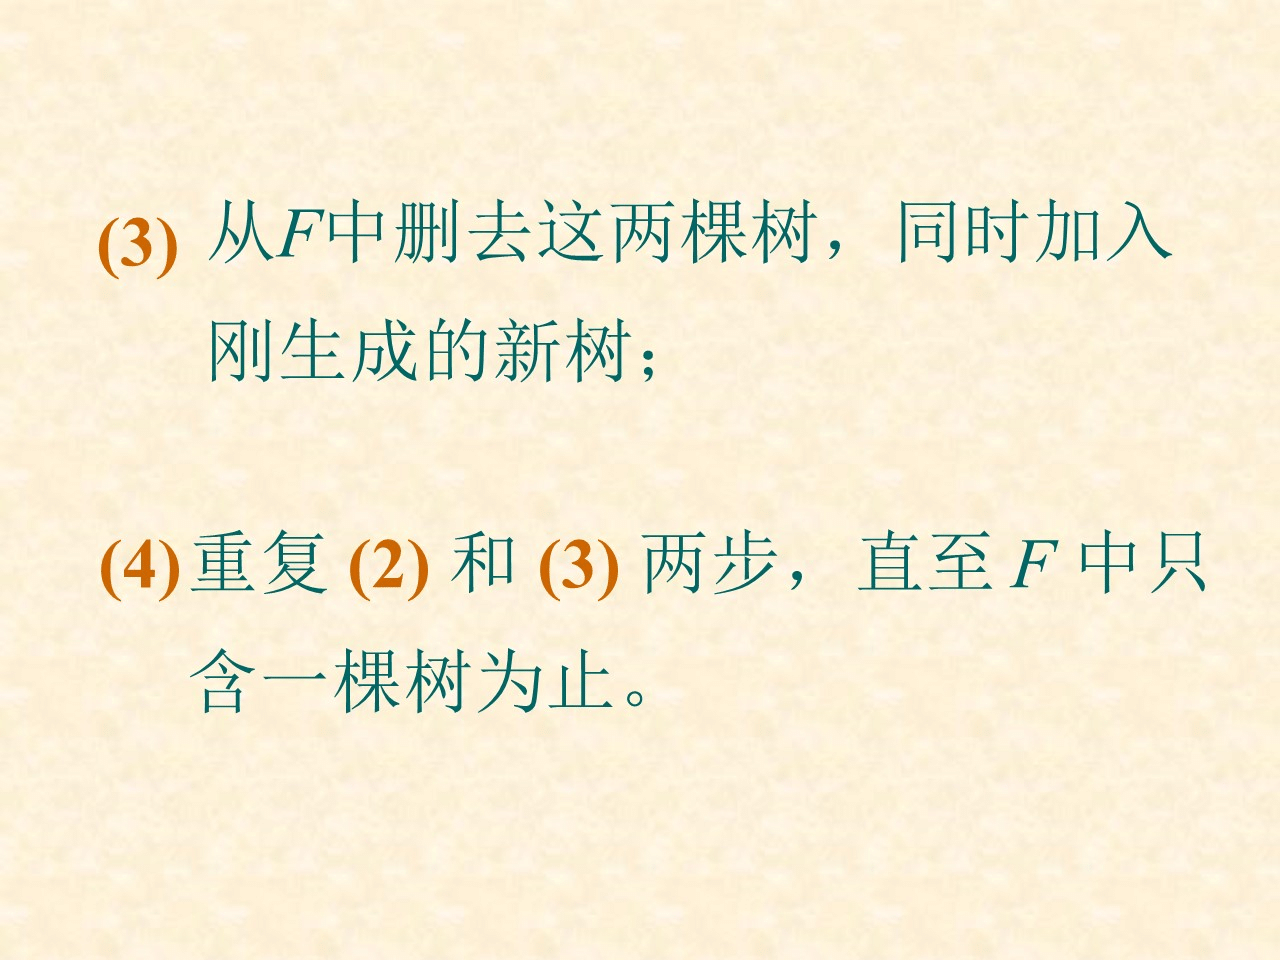 (3) 从F中删去这两棵树，同时加入
刚生成的新树；
(4)重复 (2) 和 (3) 两步，直至 F 中只
含一棵树为止。